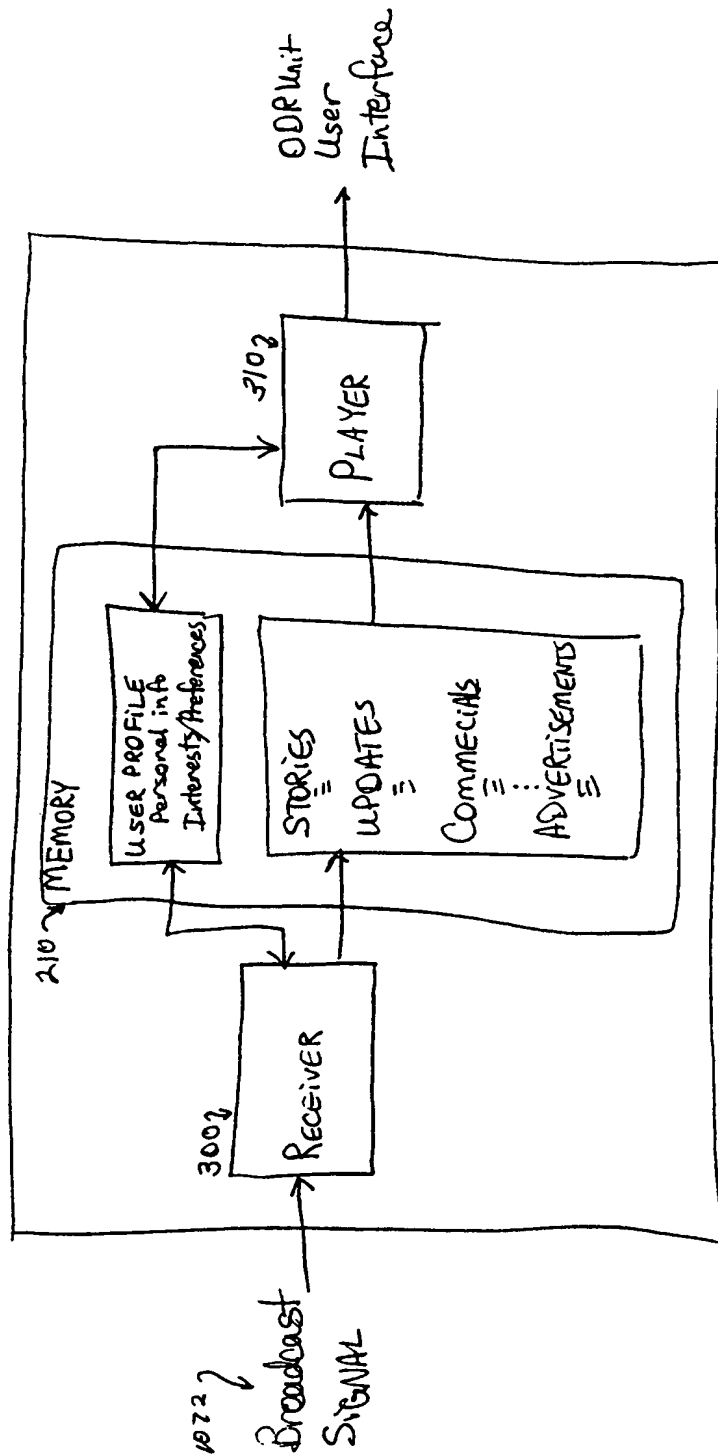 1072
Broadcast
SIGNAL
300
RECEIVER
210
MEMORY
USER PROFILE
Personal info
Interests/Preferences
STORIES
UPDATES
COMMECIALS
ADVERTISEMENTS
310
PLAYER
ODR Unit
User
Interface